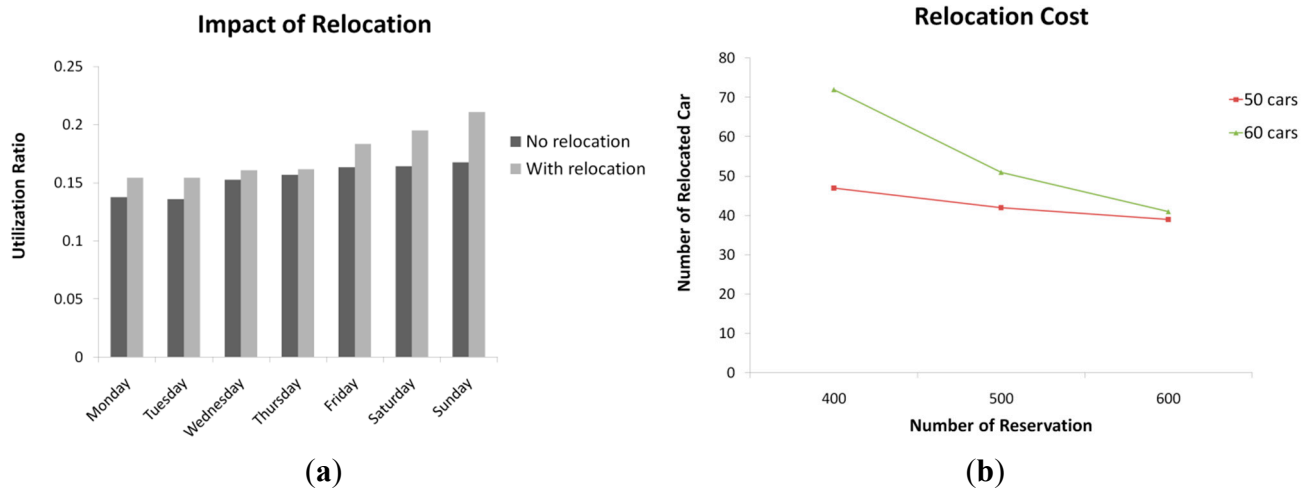 Impact of Relocation
0.25
0.2
0.15
0.1
0.05
0
Utilization Ratio
Monday
Tuesday
Wednesday
Thursday
Friday
Saturday
Sunday
No relocation
With relocation
(a)
Relocation Cost
80
70
60
50
40
30
20
10
0
Number of Relocated Car
400
500
600
Number of Reservation
50 cars
60 cars
(b)